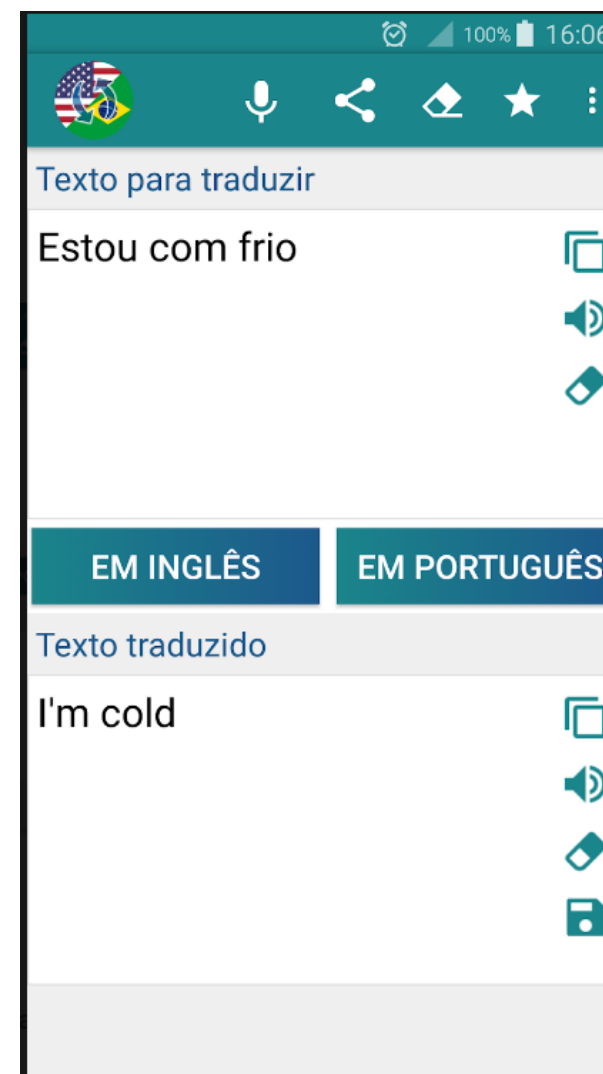 100% 16:06
Texto para traduzir
Estou com frio
EM INGLÊS EM PORTUGUÊS
Texto traduzido
I'm cold